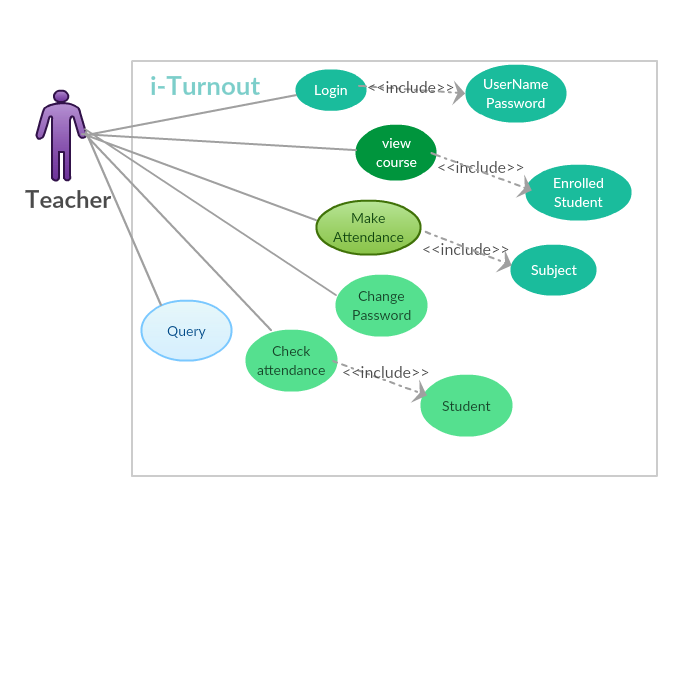 i-Turnout
Login
<<include>>
UserName
Password
Teacher
view
course
<<include>>
Enrolled
Student
Make
Attendance
<<include>>
Subject
Change
Password
Query
Check
attendance
<<include>>
Student